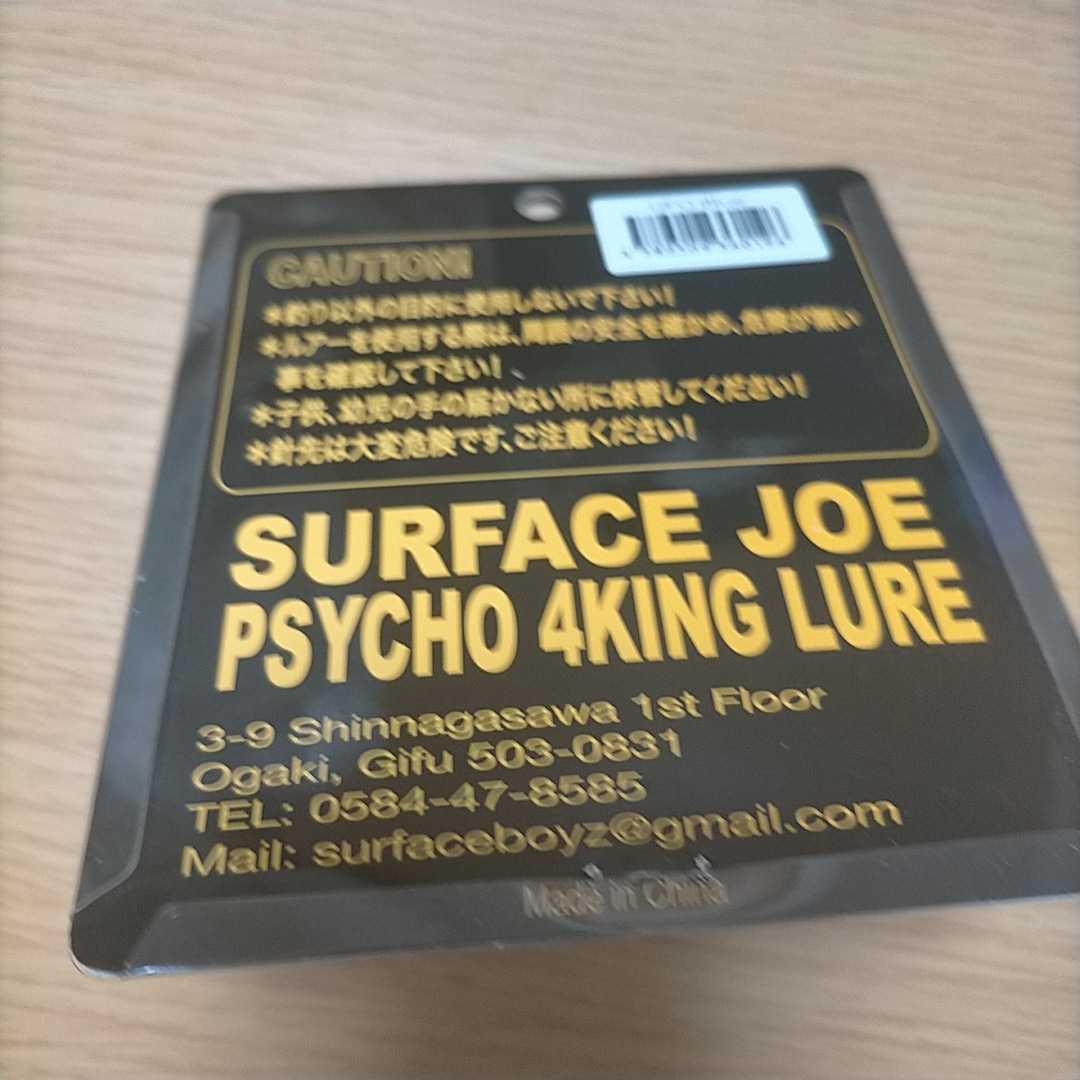 CAUTION!
＊釣り以外の目的に使用しないで下さい！
＊ルアーを使用する際は、周囲の安全を確かめ、危険が無い
事を確認して下さい！
＊子供、幼児の手の届かない所に保管してください！
＊針先は大変危険です、ご注意ください！
SURFACE JOE
PSYCHO 4KING LURE
3-9 Shinnagasawa 1st Floor
Ogaki, Gifu 503-0831
TEL: 0584-47-8585
Mail: surfaceboyz@gmail.com
Made in China